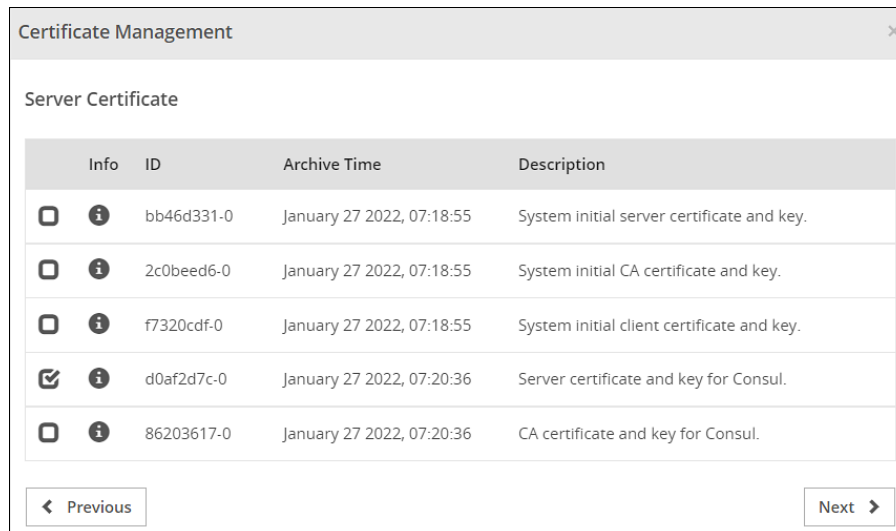 Certificate Management
Server Certificate
Info ID Archive Time Description
bb46d331-0 January 27 2022, 07:18:55 System initial server certificate and key.
2c0beed6-0 January 27 2022, 07:18:55 System initial CA certificate and key.
f7320cdf-0 January 27 2022, 07:18:55 System initial client certificate and key.
d0af2d7c-0 January 27 2022, 07:20:36 Server certificate and key for Consul.
86203617-0 January 27 2022, 07:20:36 CA certificate and key for Consul.
Previous Next